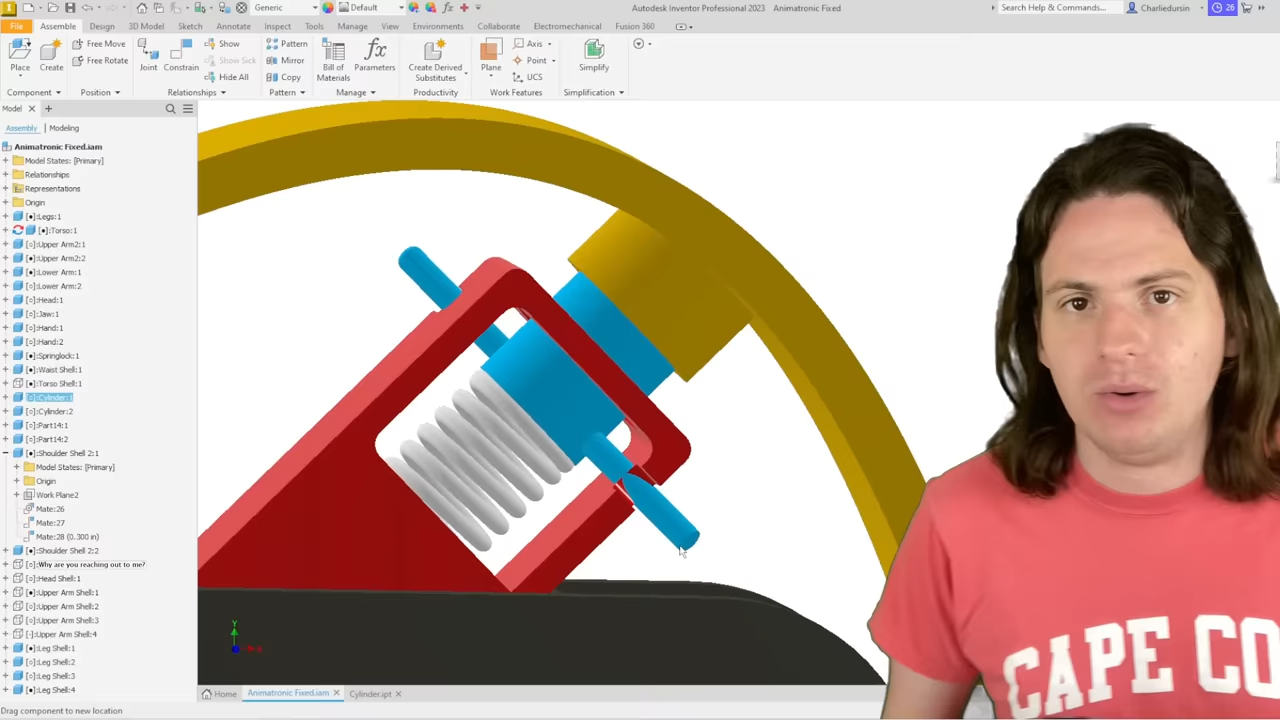 Generic
Default
Autodesk Inventor Professional 2023 Animatronic Fixed
Search Help & Commands...
Charliedursin
26
File
Assemble
Design
3D Model
Sketch
Annotate
Inspect
Tools
Manage
View
Environments
Collaborate
Electromechanical
Fusion 360
Place
Create
Free Move
Free Rotate
Joint
Constrain
Show
Show Sick
Hide All
Pattern
Mirror
Copy
Bill of
Materials
Parameters
Create Derived
Substitutes
Plane
Axis
Point
UCS
Simplify
Component
Position
Relationships
Pattern
Manage
Productivity
Work Features
Simplification
Model
Assembly
Modeling
Animatronic Fixed.iam
Model States: [Primary]
Relationships
Representations
Origin
[●]:Legs:1
[●]:Torso:1
[○]:Upper Arm2:1
[○]:Upper Arm2:2
[●]:Lower Arm:1
[○]:Lower Arm:2
[○]:Head:1
[○]:Jaw:1
[○]:Hand:1
[○]:Hand:2
[●]:Springlock:1
[●]:Waist Shell:1
[○]:Torso Shell:1
[○]:Cylinder:1
[○]:Cylinder:2
[○]:Part14:1
[○]:Part14:2
[●]:Shoulder Shell 2:1
Model States: [Primary]
Origin
Work Plane2
Mate:26
Mate:27
Mate:28 (0.300 in)
[●]:Shoulder Shell 2:2
[○]:Why are you reaching out to me?
[○]:Head Shell:1
[●]:Upper Arm Shell:1
[○]:Upper Arm Shell:2
[○]:Upper Arm Shell:3
[-]:Upper Arm Shell:4
[●]:Leg Shell:1
[○]:Leg Shell:2
[●]:Leg Shell:3
[●]:Leg Shell:4
Y
CAPE CO
Home
Animatronic Fixed.iam
Cylinder.ipt
Drag component to new location